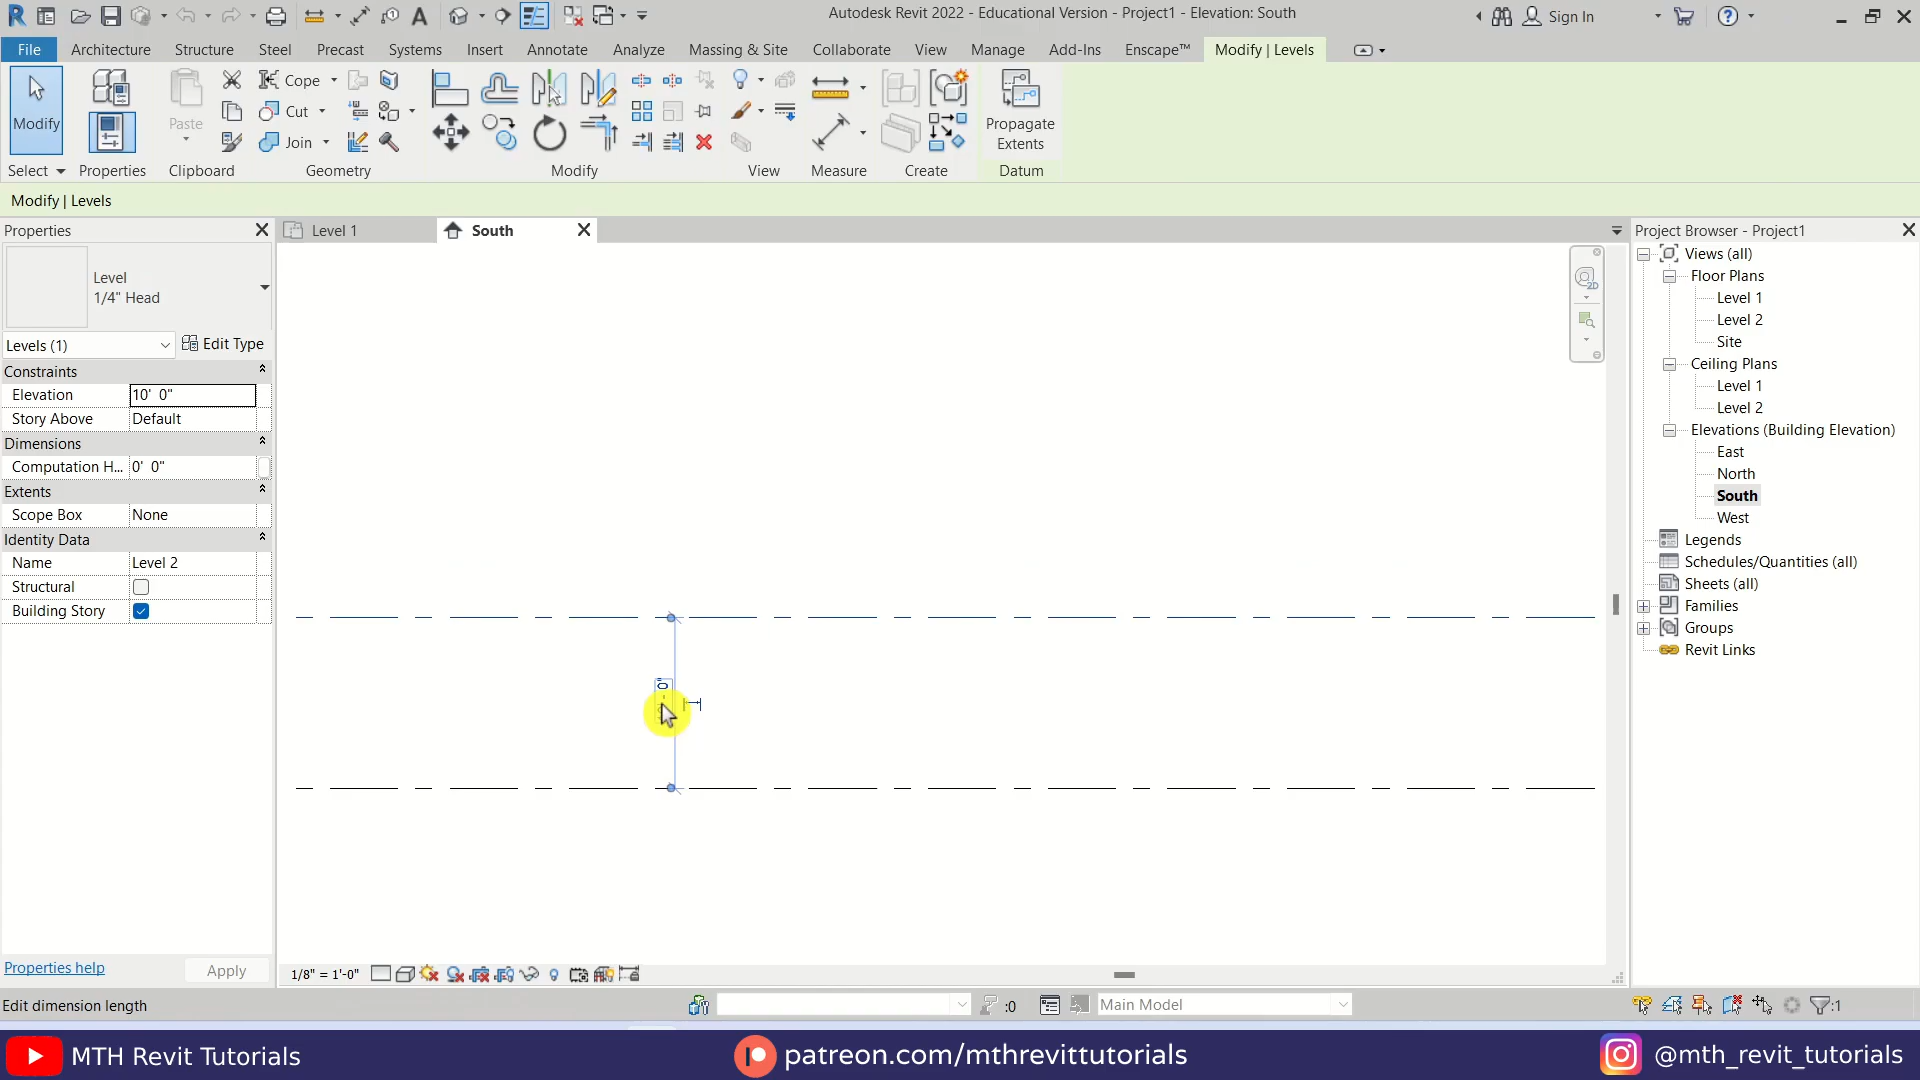 Autodesk Revit 2022 - Educational Version - Project1 - Elevation: South
Sign In
File Architecture Structure Steel Precast Systems Insert Annotate Analyze Massing & Site Collaborate View Manage Add-Ins Enscape™ Modify | Levels
Modify
Paste
Cope
Cut
Join
Propagate
Extents
Select Properties Clipboard Geometry Modify View Measure Create Datum
Modify | Levels
Properties
Level
1/4" Head
Levels (1)
Edit Type
Constraints
Elevation 10' 0"
Story Above Default
Dimensions
Computation H... 0' 0"
Extents
Scope Box None
Identity Data
Name Level 2
Structural
Building Story
Properties help
Apply
Level 1
South
2D
1/8" = 1'-0"
Project Browser - Project1
Views (all)
Floor Plans
Level 1
Level 2
Site
Ceiling Plans
Level 1
Level 2
Elevations (Building Elevation)
East
North
South
West
Legends
Schedules/Quantities (all)
Sheets (all)
Families
Groups
Revit Links
Edit dimension length
:0
Main Model
:1
MTH Revit Tutorials
patreon.com/mthrevittutorials
@mth_revit_tutorials